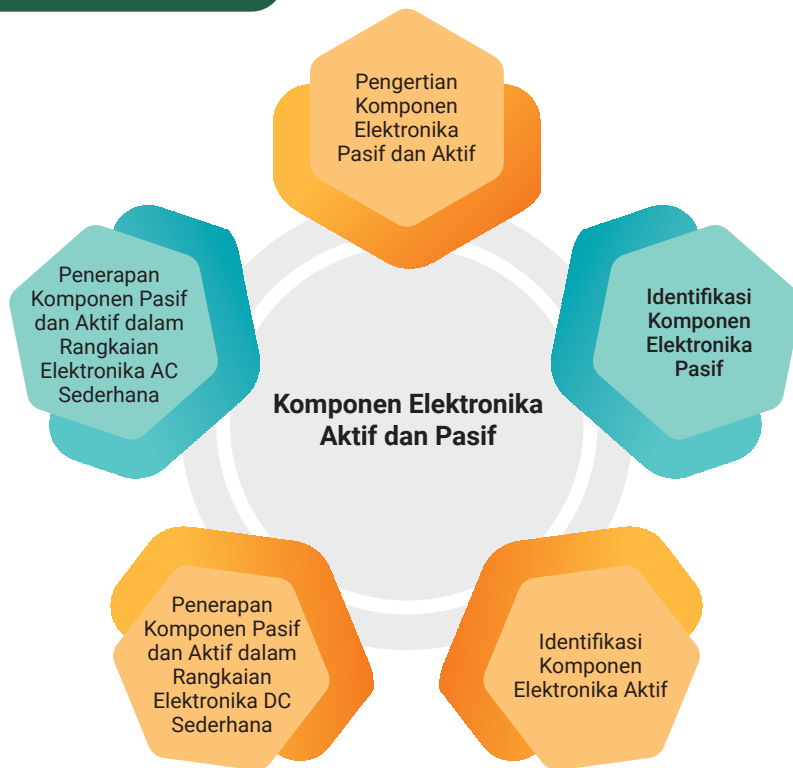 Pengertian
Komponen
Elektronika
Pasif dan Aktif
Identifikasi
Komponen
Elektronika
Pasif
Identifikasi
Komponen
Elektronika Aktif
Penerapan
Komponen Pasif
dan Aktif dalam
Rangkaian
Elektronika DC
Sederhana
Penerapan
Komponen Pasif
dan Aktif dalam
Rangkaian
Elektronika AC
Sederhana
Komponen Elektronika
Aktif dan Pasif